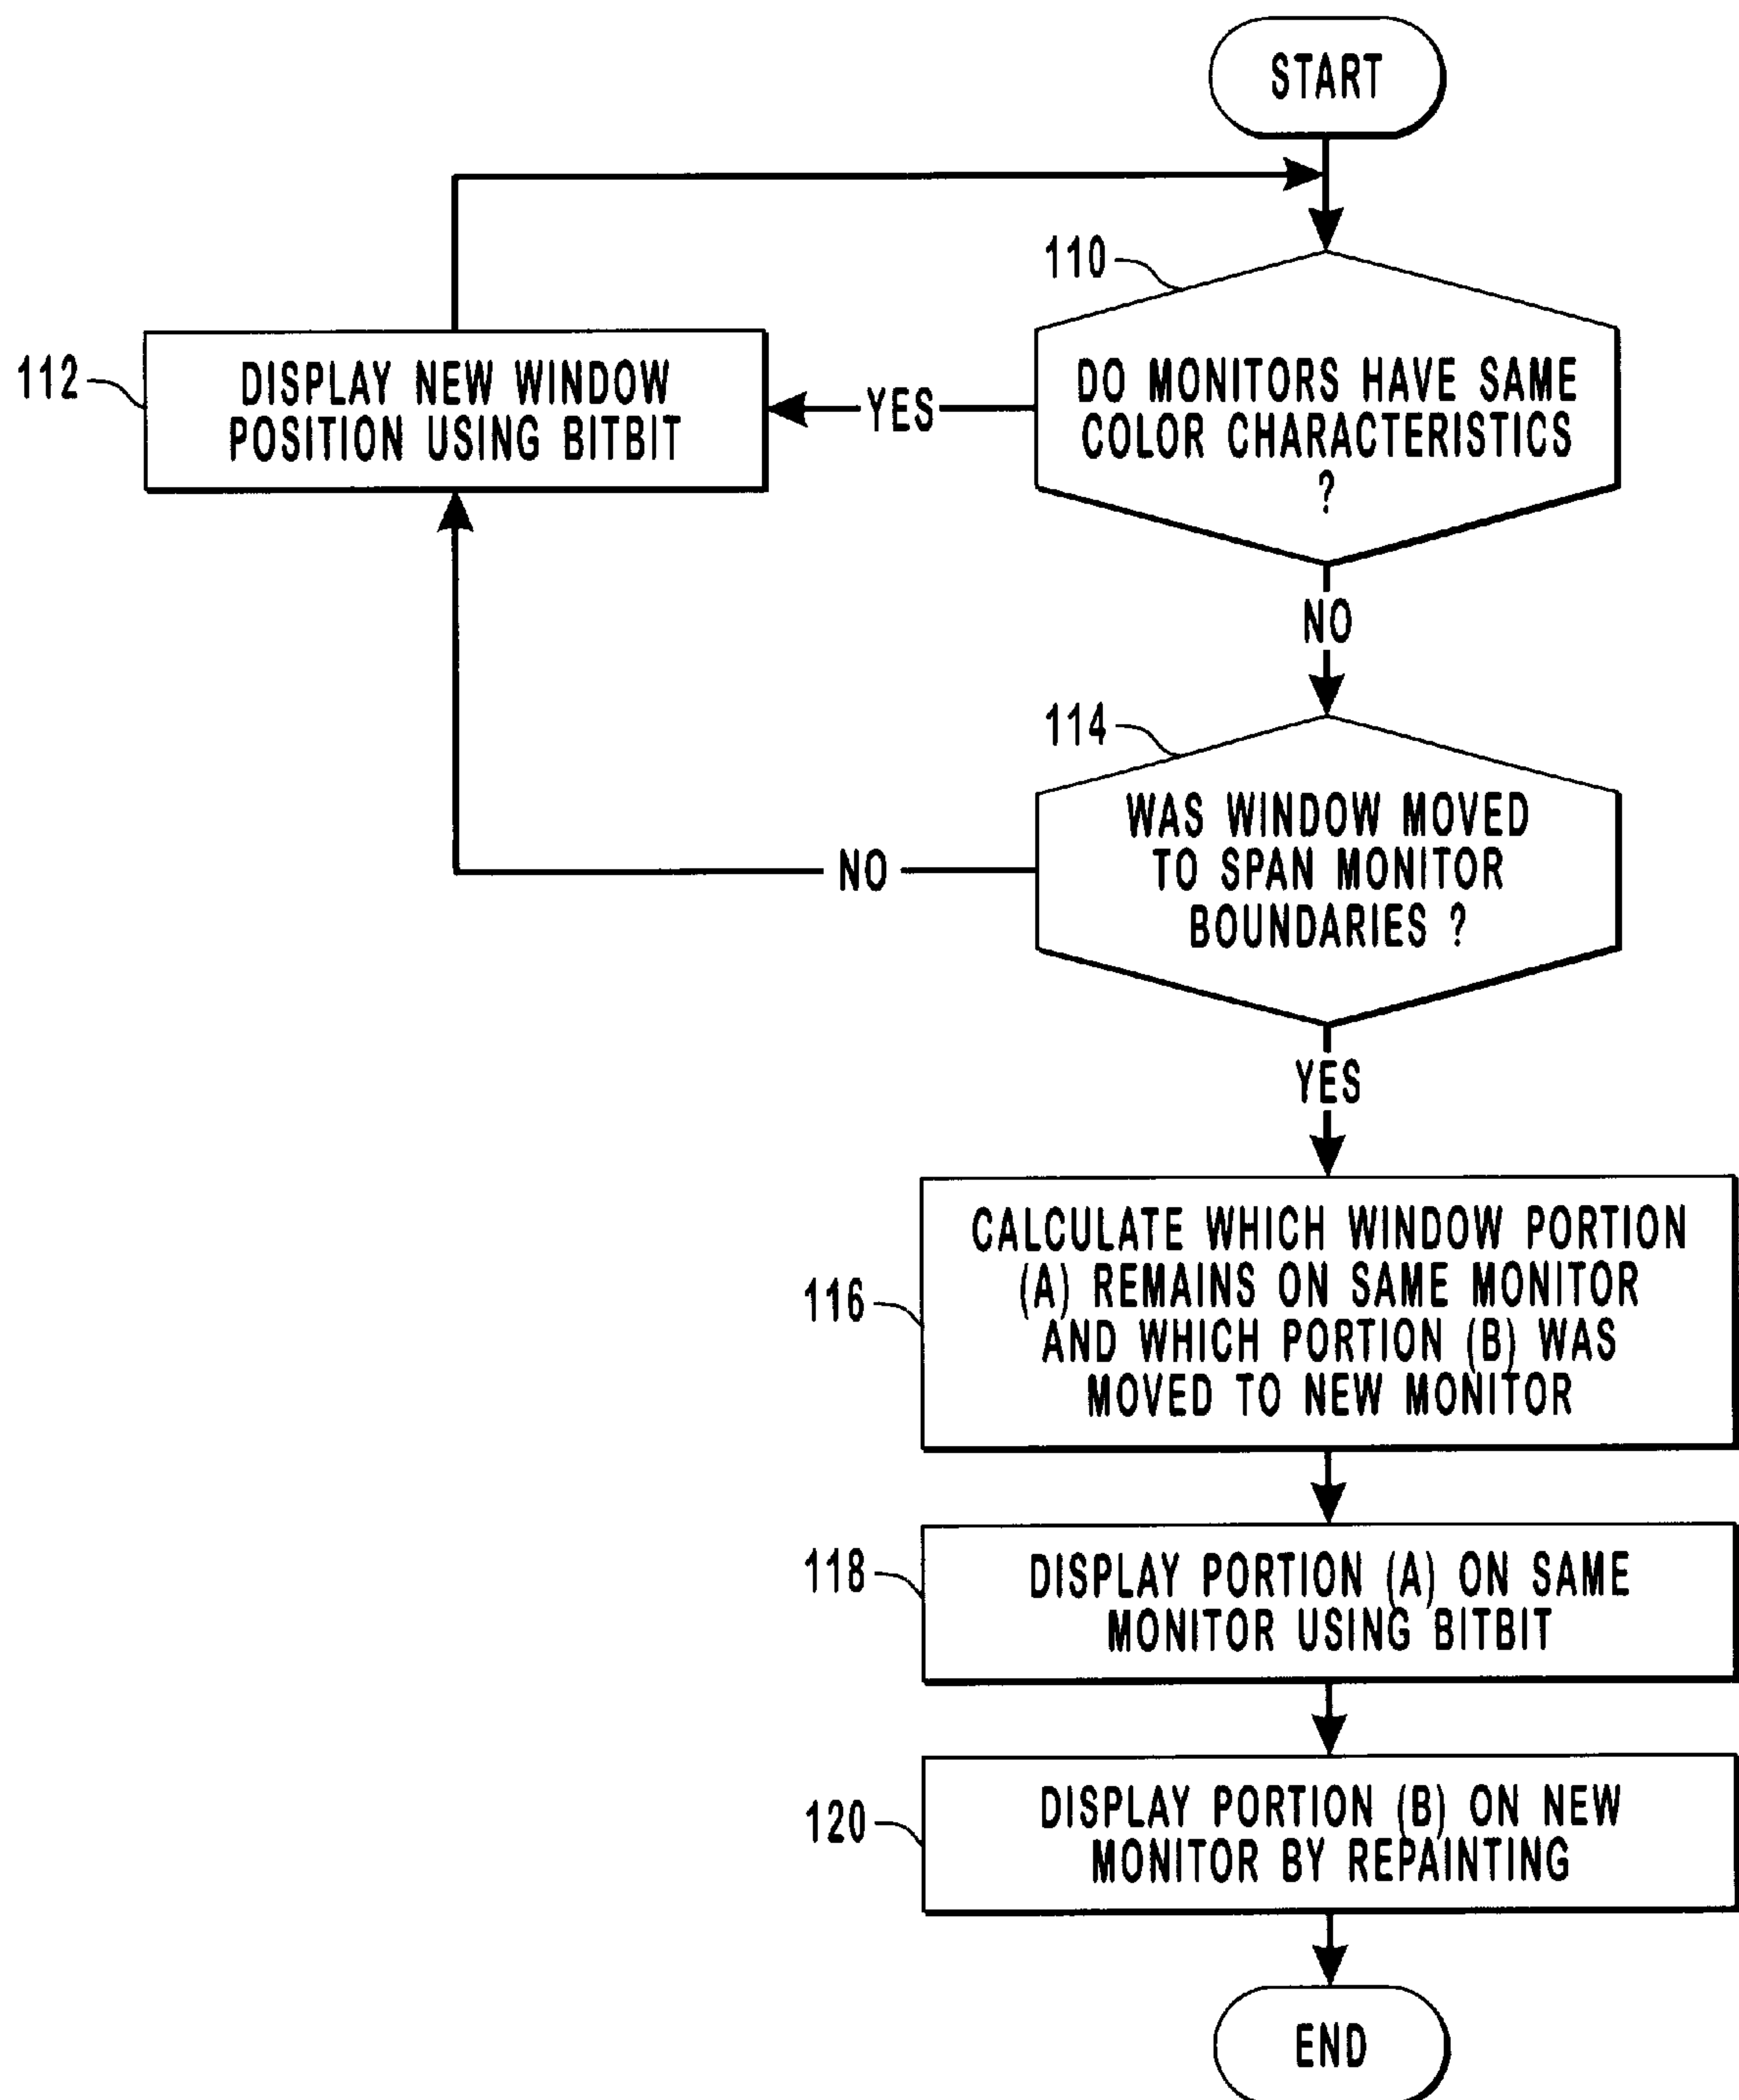 START
110
DO MONITORS HAVE SAME
COLOR CHARACTERISTICS
?
YES
112
DISPLAY NEW WINDOW
POSITION USING BITBIT
NO
114
WAS WINDOW MOVED
TO SPAN MONITOR
BOUNDARIES ?
NO
YES
116
CALCULATE WHICH WINDOW PORTION
(A) REMAINS ON SAME MONITOR
AND WHICH PORTION (B) WAS
MOVED TO NEW MONITOR
118
DISPLAY PORTION (A) ON SAME
MONITOR USING BITBIT
120
DISPLAY PORTION (B) ON NEW
MONITOR BY REPAINTING
END